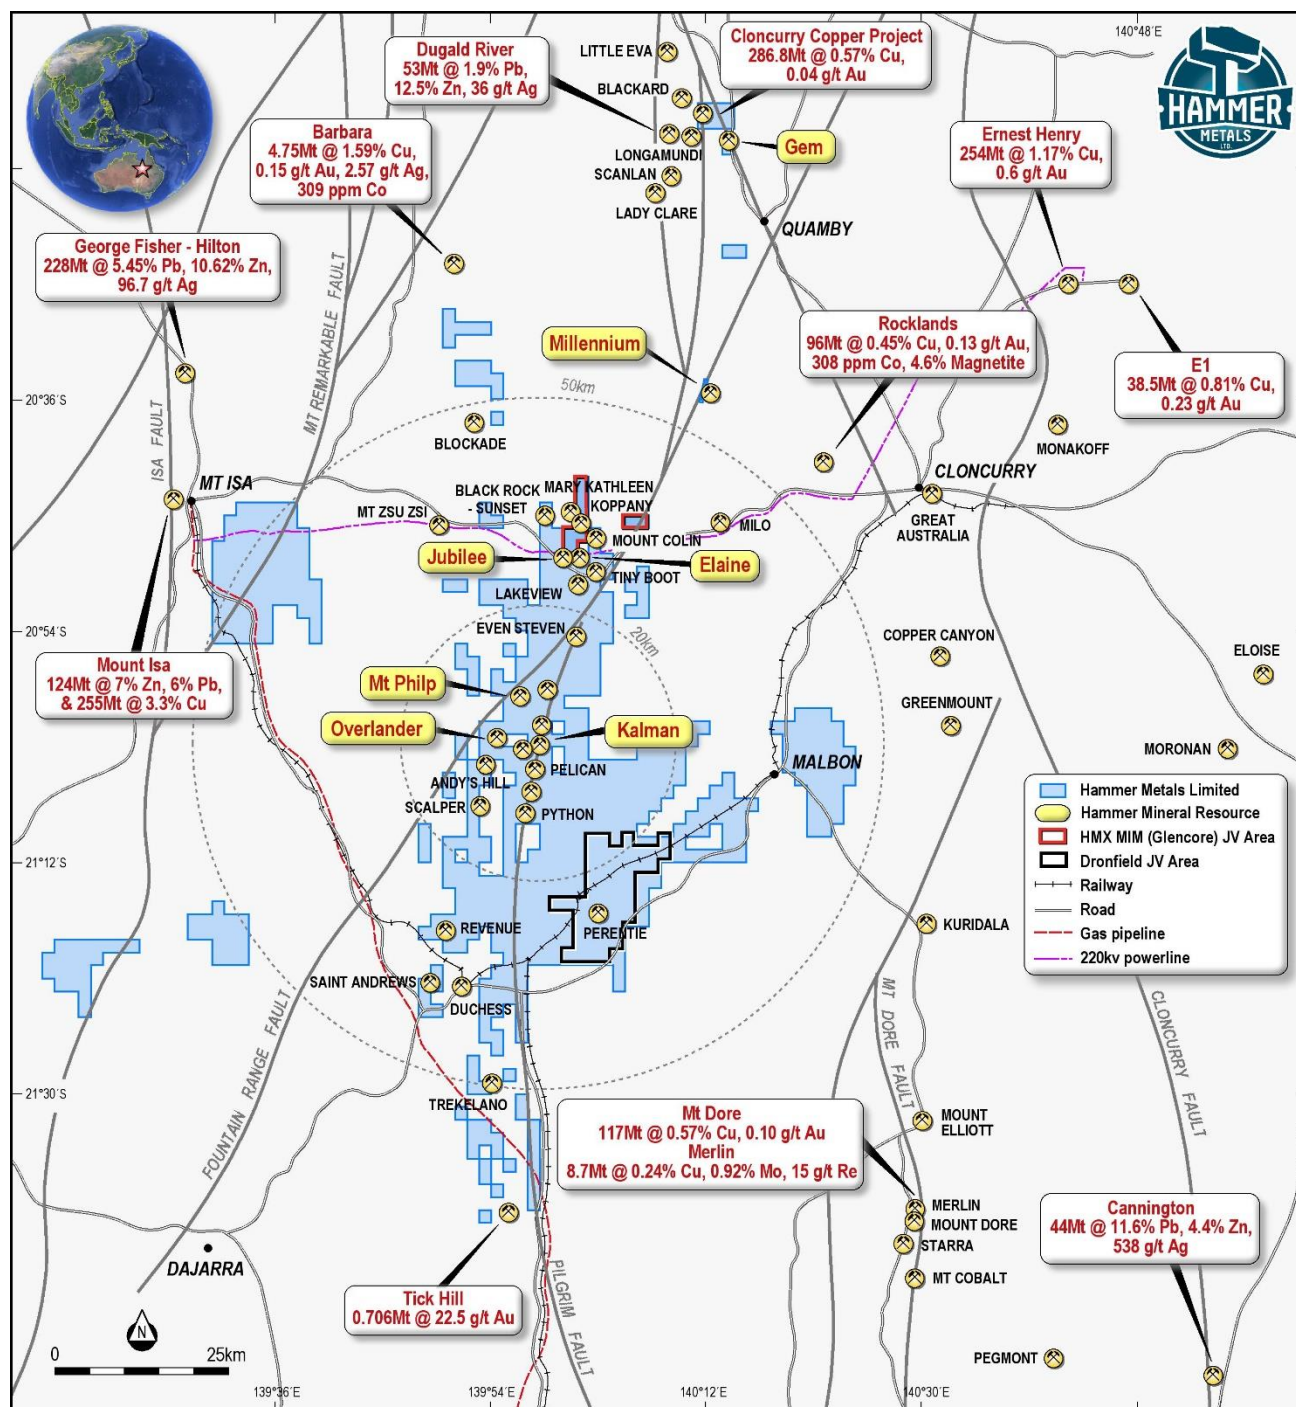 140°48'E
HAMMER
METALS
LTD.
LITTLE EVA
Cloncurry Copper Project
286.8Mt @ 0.57% Cu,
0.04 g/t Au
Dugald River
53Mt @ 1.9% Pb,
12.5% Zn, 36 g/t Ag
BLACKARD
Barbara
4.75Mt @ 1.59% Cu,
0.15 g/t Au, 2.57 g/t Ag,
309 ppm Co
Ernest Henry
254Mt @ 1.17% Cu,
0.6 g/t Au
LONGAMUNDI
Gem
SCANLAN
LADY CLARE
QUAMBY
George Fisher - Hilton
228Mt @ 5.45% Pb, 10.62% Zn,
96.7 g/t Ag
MT REMARKABLE FAULT
Rocklands
96Mt @ 0.45% Cu, 0.13 g/t Au,
308 ppm Co, 4.6% Magnetite
Millennium
E1
38.5Mt @ 0.81% Cu,
0.23 g/t Au
50km
20°36'S
ISA FAULT
BLOCKADE
MONAKOFF
MT ISA
CLONCURRY
BLACK ROCK
- SUNSET
MARY KATHLEEN
KOPPANY
MT ZSU ZSI
MILO
GREAT
AUSTRALIA
MOUNT COLIN
Jubilee
Elaine
TINY BOOT
LAKEVIEW
20°54'S
EVEN STEVEN
20km
COPPER CANYON
ELOISE
Mount Isa
124Mt @ 7% Zn, 6% Pb,
& 255Mt @ 3.3% Cu
Mt Philp
GREENMOUNT
Overlander
Kalman
MORONAN
MALBON
ANDY'S HILL
PELICAN
SCALPER
PYTHON
Hammer Metals Limited
Hammer Mineral Resource
HMX MIM (Glencore) JV Area
Dronfield JV Area
Railway
Road
Gas pipeline
220kv powerline
21°12'S
REVENUE
PERENTIE
KURIDALA
SAINT ANDREWS
DUCHESS
FOUNTAIN RANGE FAULT
MT DORE FAULT
CLONCURRY FAULT
21°30'S
TREKELANO
Mt Dore
117Mt @ 0.57% Cu, 0.10 g/t Au
Merlin
8.7Mt @ 0.24% Cu, 0.92% Mo, 15 g/t Re
MOUNT
ELLIOTT
MERLIN
MOUNT DORE
STARRA
MT COBALT
Cannington
44Mt @ 11.6% Pb, 4.4% Zn,
538 g/t Ag
DAJARRA
Tick Hill
0.706Mt @ 22.5 g/t Au
PILGRIM FAULT
N
0 25km
PEGMONT
139°36'E
139°54'E
140°12'E
140°30'E